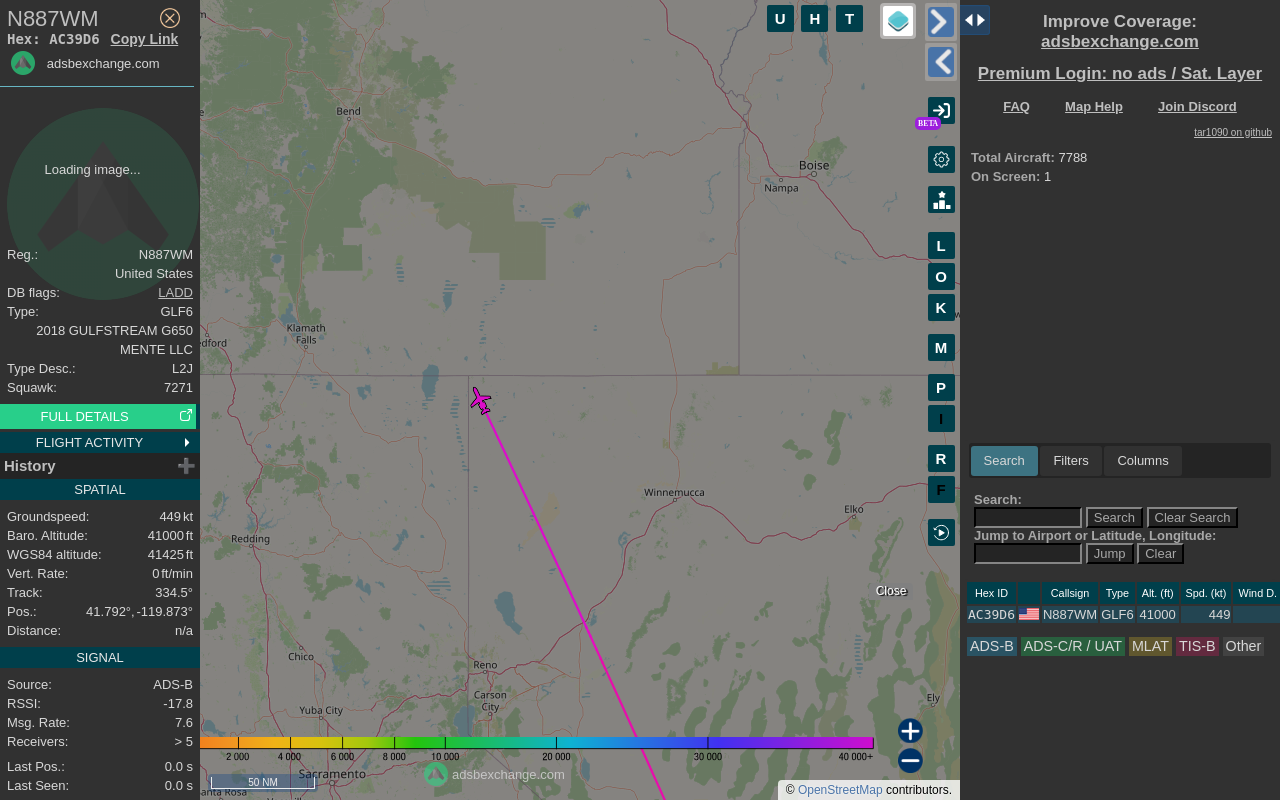 N887WM
Hex: AC39D6 Copy Link
adsbexchange.com
Loading image...
Reg.: N887WM
United States
DB flags: LADD
Type: GLF6
2018 GULFSTREAM G650
MENTE LLC
Type Desc.: L2J
Squawk: 7271
FULL DETAILS
FLIGHT ACTIVITY
History
SPATIAL
Groundspeed: 449 kt
Baro. Altitude: 41000 ft
WGS84 altitude: 41425 ft
Vert. Rate: 0 ft/min
Track: 334.5°
Pos.: 41.792°, -119.873°
Distance: n/a
SIGNAL
Source: ADS-B
RSSI: -17.8
Msg. Rate: 7.6
Receivers: > 5
Last Pos.: 0.0 s
Last Seen: 0.0 s
U H T
BETA
L
O
K
M
P
I
R
F
Bend
Boise
Nampa
Klamath
Falls
edford
Winnemucca
Elko
Redding
Close
Chico
Reno
Carson
City
Yuba City
Ely
2 000 4 000 6 000 8 000 10 000 20 000 30 000 40 000+
Sacramento
adsbexchange.com
50 NM
anta Rosa
© OpenStreetMap contributors.
Improve Coverage:
adsbexchange.com
Premium Login: no ads / Sat. Layer
FAQ Map Help Join Discord
tar1090 on github
Total Aircraft: 7788
On Screen: 1
Search Filters Columns
Search:
Search Clear Search
Jump to Airport or Latitude, Longitude:
Jump Clear
Hex ID Callsign Type Alt. (ft) Spd. (kt) Wind D.
AC39D6 N887WM GLF6 41000 449
ADS-B ADS-C/R / UAT MLAT TIS-B Other